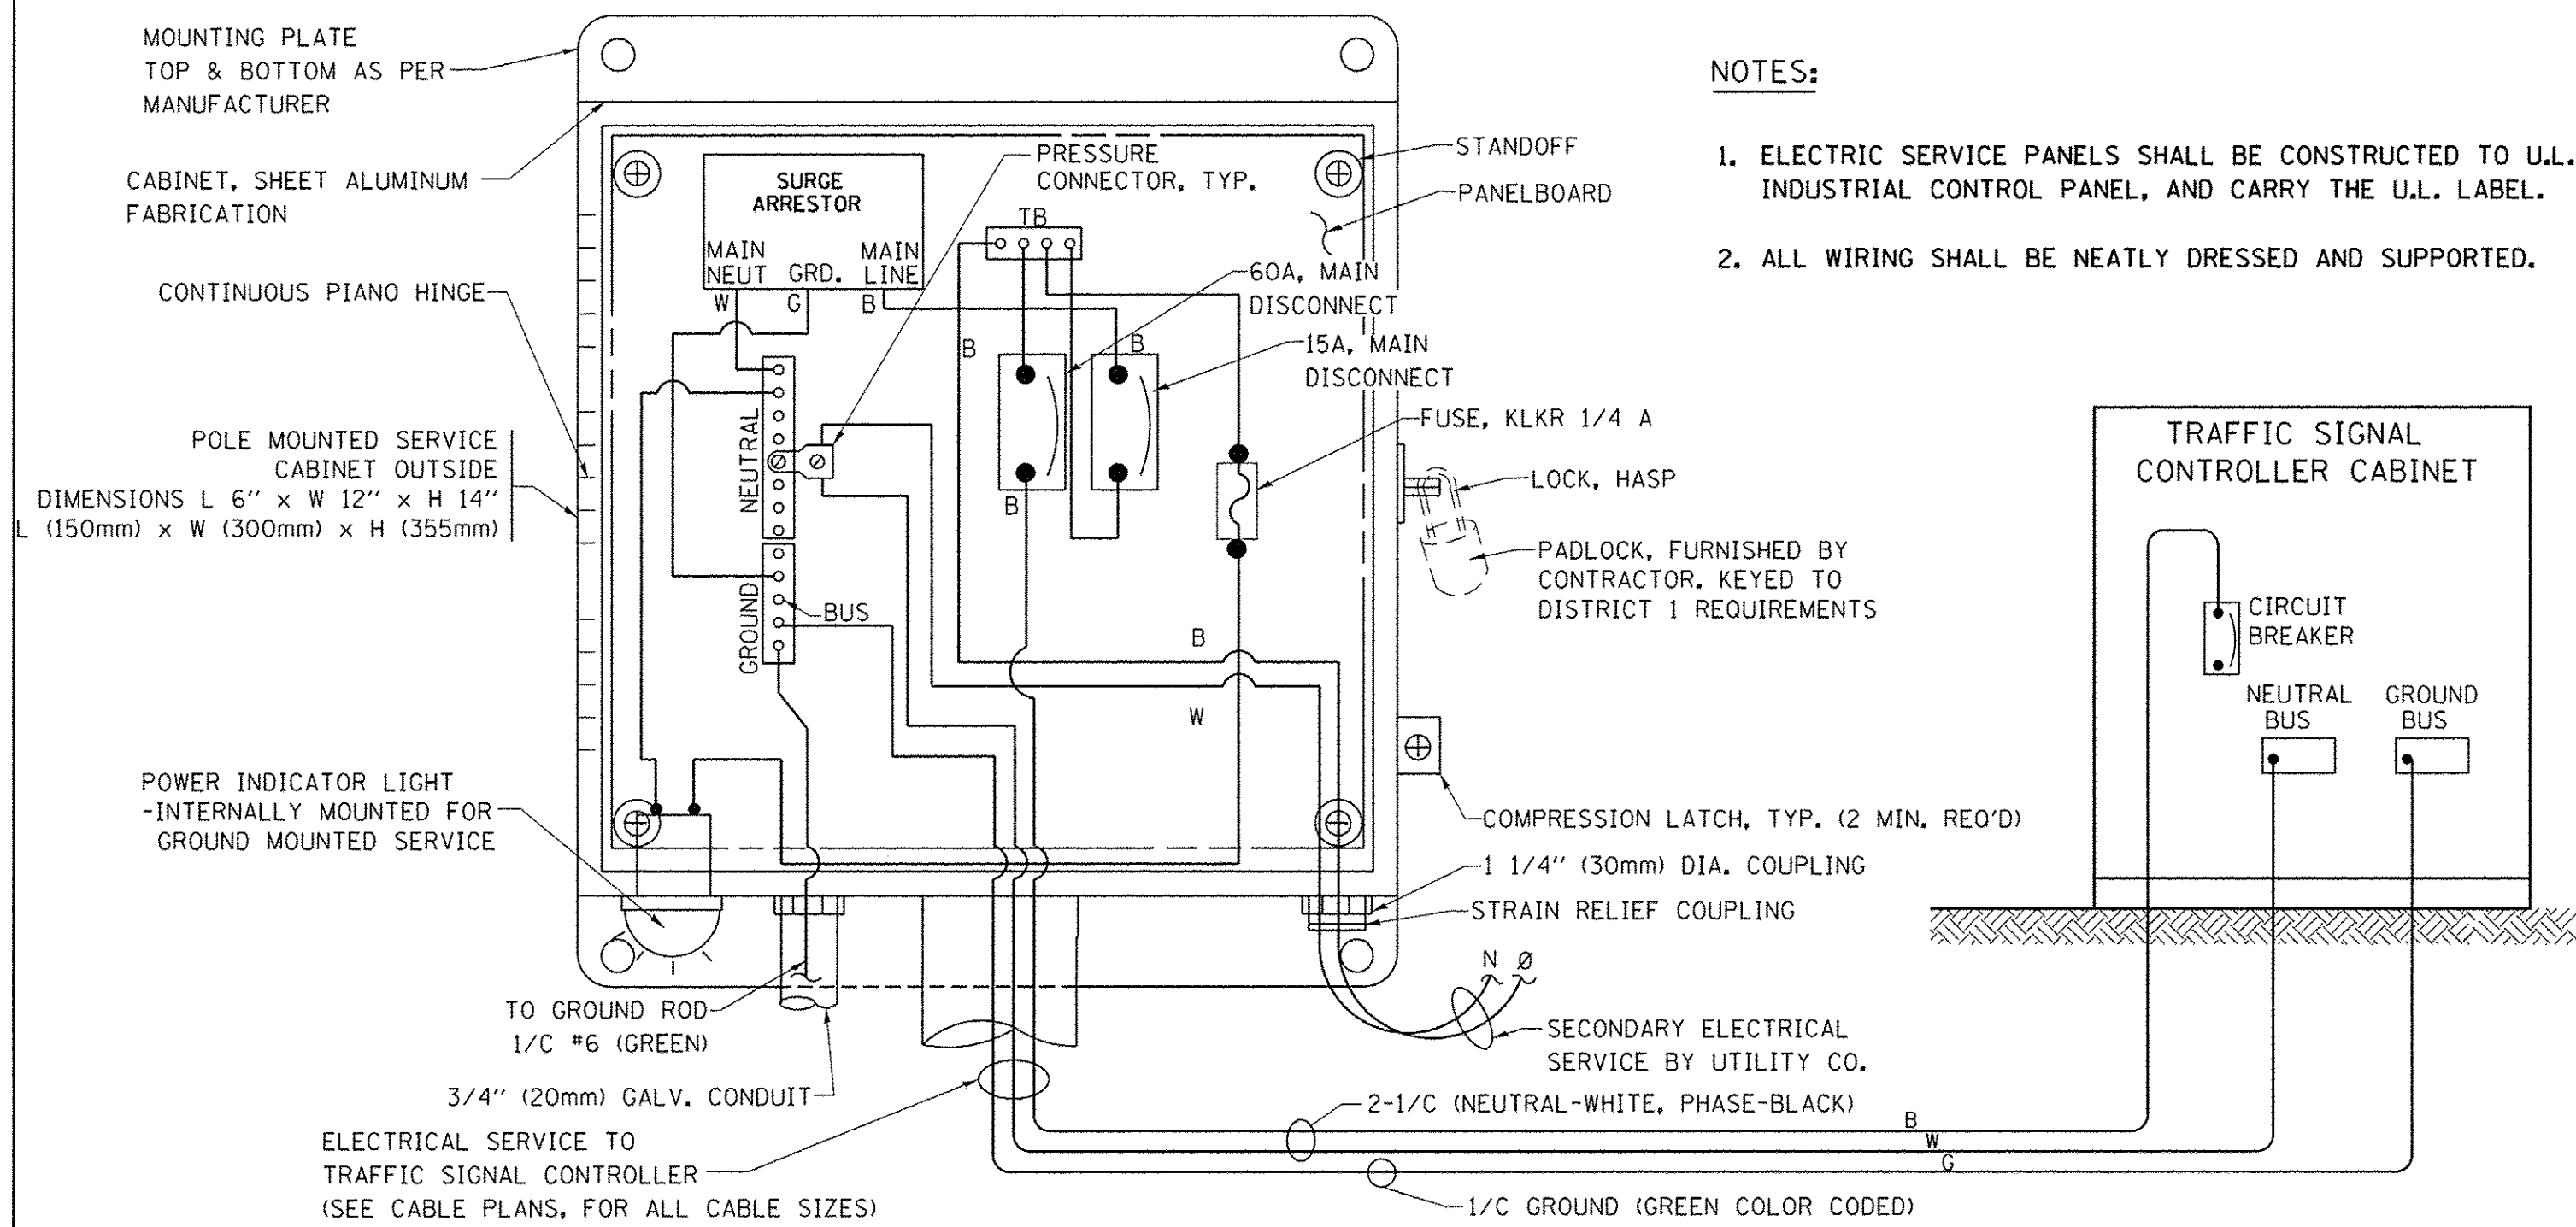 MOUNTING PLATE
TOP & BOTTOM AS PER
MANUFACTURER
CABINET, SHEET ALUMINUM
FABRICATION
CONTINUOUS PIANO HINGE
POLE MOUNTED SERVICE
CABINET OUTSIDE
DIMENSIONS L 6'' x W 12'' x H 14''
L (150mm) x W (300mm) x H (355mm)
POWER INDICATOR LIGHT
-INTERNALLY MOUNTED FOR
GROUND MOUNTED SERVICE
SURGE
ARRESTOR
MAIN
NEUT
GRD.
MAIN
LINE
W
G
B
PRESSURE
CONNECTOR, TYP.
TB
B
B
B
NEUTRAL
GROUND
BUS
B
W
STANDOFF
PANELBOARD
60A, MAIN
DISCONNECT
15A, MAIN
DISCONNECT
FUSE, KLKR 1/4 A
LOCK, HASP
PADLOCK, FURNISHED BY
CONTRACTOR. KEYED TO
DISTRICT 1 REQUIREMENTS
COMPRESSION LATCH, TYP. (2 MIN. REQ'D)
1 1/4'' (30mm) DIA. COUPLING
STRAIN RELIEF COUPLING
N
Ø
SECONDARY ELECTRICAL
SERVICE BY UTILITY CO.
TO GROUND ROD
1/C #6 (GREEN)
3/4'' (20mm) GALV. CONDUIT
ELECTRICAL SERVICE TO
TRAFFIC SIGNAL CONTROLLER
(SEE CABLE PLANS, FOR ALL CABLE SIZES)
2-1/C (NEUTRAL-WHITE, PHASE-BLACK)
B
W
G
1/C GROUND (GREEN COLOR CODED)
NOTES:
1. ELECTRIC SERVICE PANELS SHALL BE CONSTRUCTED TO U.L.
INDUSTRIAL CONTROL PANEL, AND CARRY THE U.L. LABEL.
2. ALL WIRING SHALL BE NEATLY DRESSED AND SUPPORTED.
TRAFFIC SIGNAL
CONTROLLER CABINET
CIRCUIT
BREAKER
NEUTRAL
BUS
GROUND
BUS